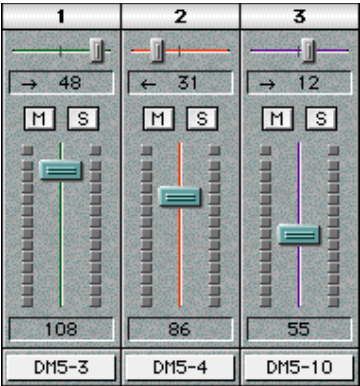 1 2 3
→ 48 ← 31 → 12
M S M S M S
108 86 55
DM5-3 DM5-4 DM5-10